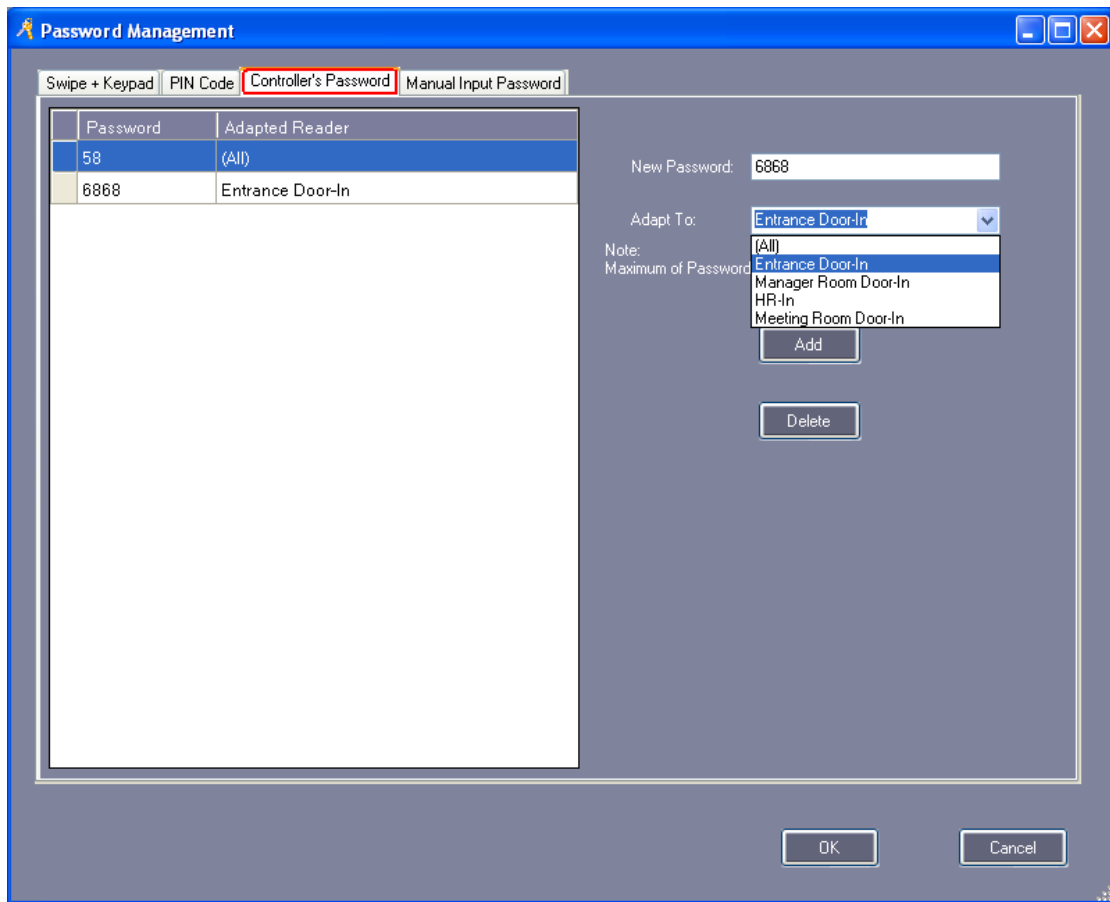 Password Management
Swipe + Keypad PIN Code Controller's Password Manual Input Password
Password Adapted Reader
58 (All)
6868 Entrance Door-In
New Password: 6868
Adapt To: Entrance Door-In
(All)
Entrance Door-In
Manager Room Door-In
HR-In
Meeting Room Door-In
Note:
Maximum of Password
Add
Delete
OK Cancel